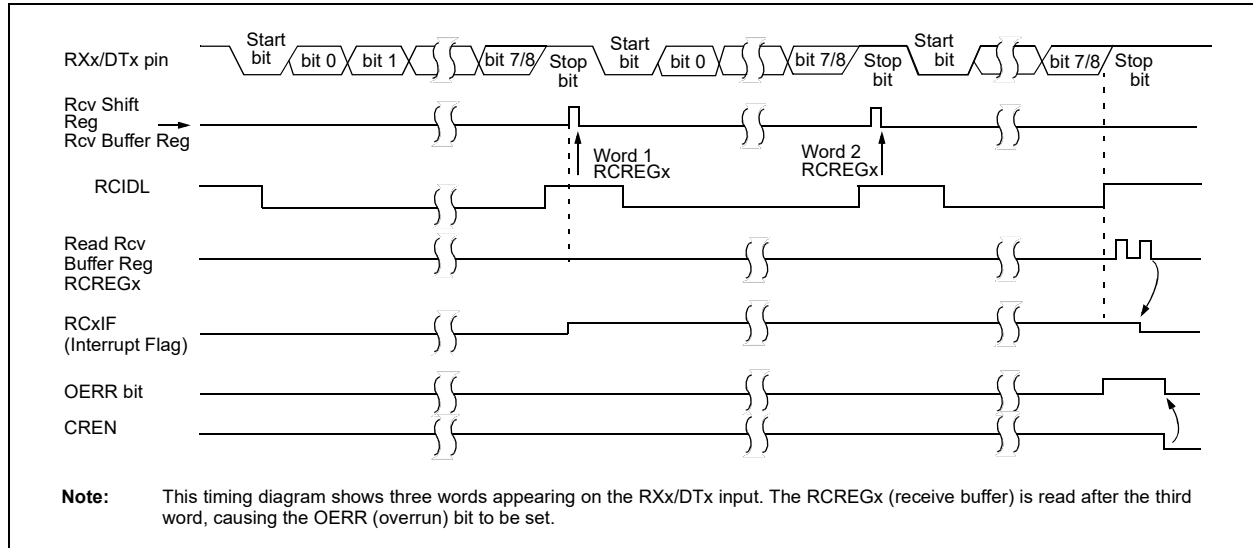 RXx/DTx pin
Start
bit
bit 0
bit 1
bit 7/8
Stop
bit
Start
bit
bit 0
bit 7/8
Stop
bit
Start
bit
bit 7/8
Stop
bit
Rcv Shift
Reg
Rcv Buffer Reg
Word 1
RCREGx
Word 2
RCREGx
RCIDL
Read Rcv
Buffer Reg
RCREGx
RCxIF
(Interrupt Flag)
OERR bit
CREN
Note: This timing diagram shows three words appearing on the RXx/DTx input. The RCREGx (receive buffer) is read after the third
word, causing the OERR (overrun) bit to be set.